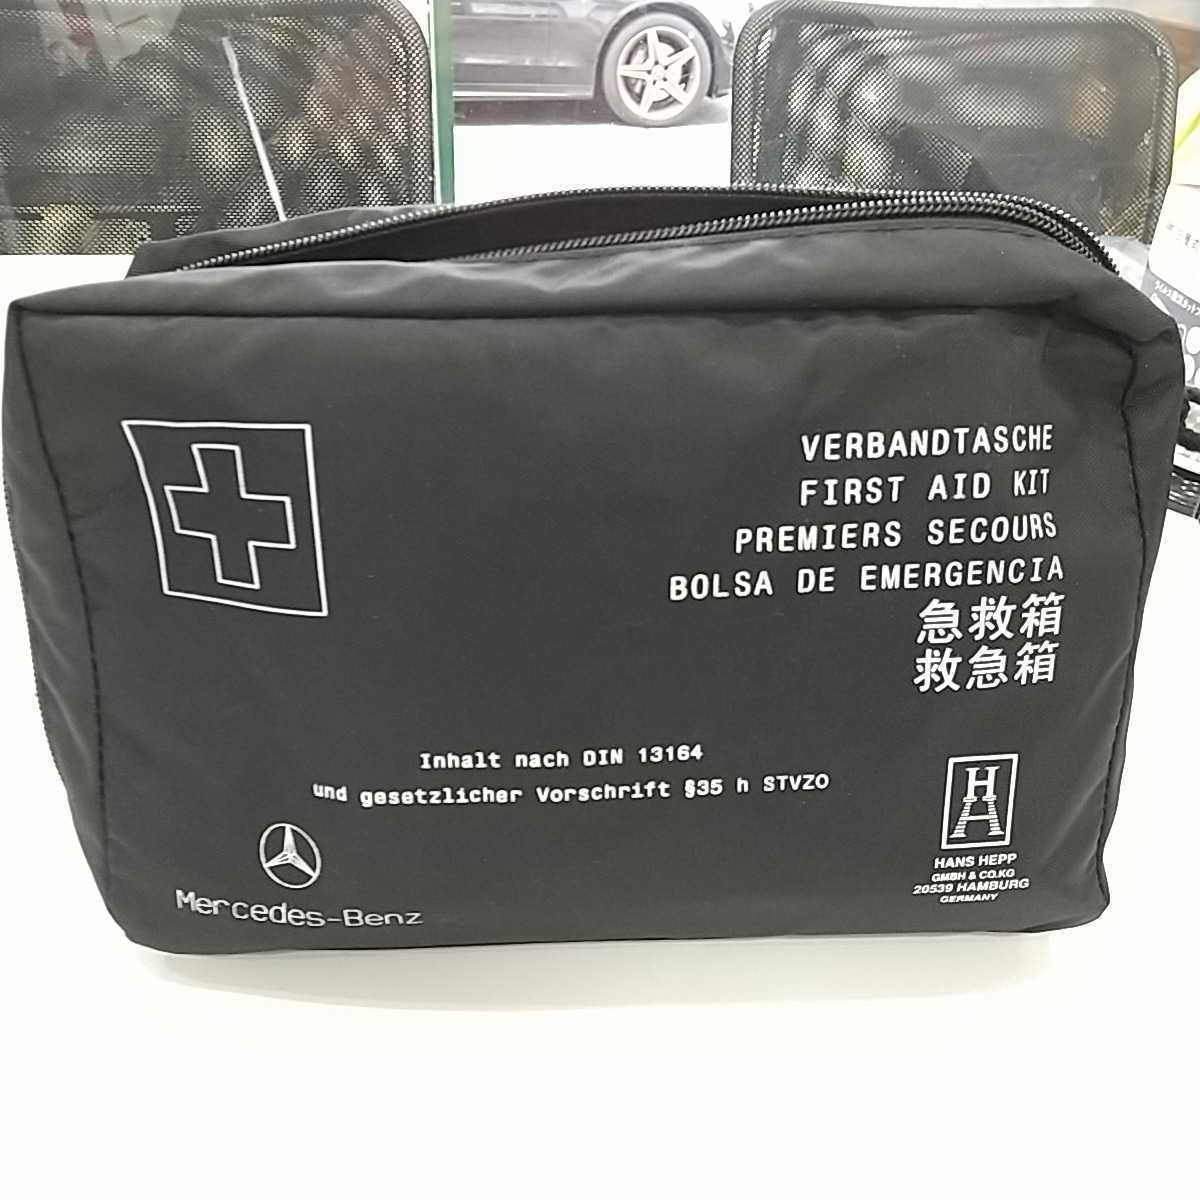 VERBANDTASCHE
FIRST AID KIT
PREMIERS SECOURS
BOLSA DE EMERGENCIA
急救箱
救急箱
Inhalt nach DIN 13164
und gesetzlicher Vorschrift §35 h STVZO
Mercedes-Benz
HA
HANS HEPP
GMBH & CO.KG
20539 HAMBURG
GERMANY